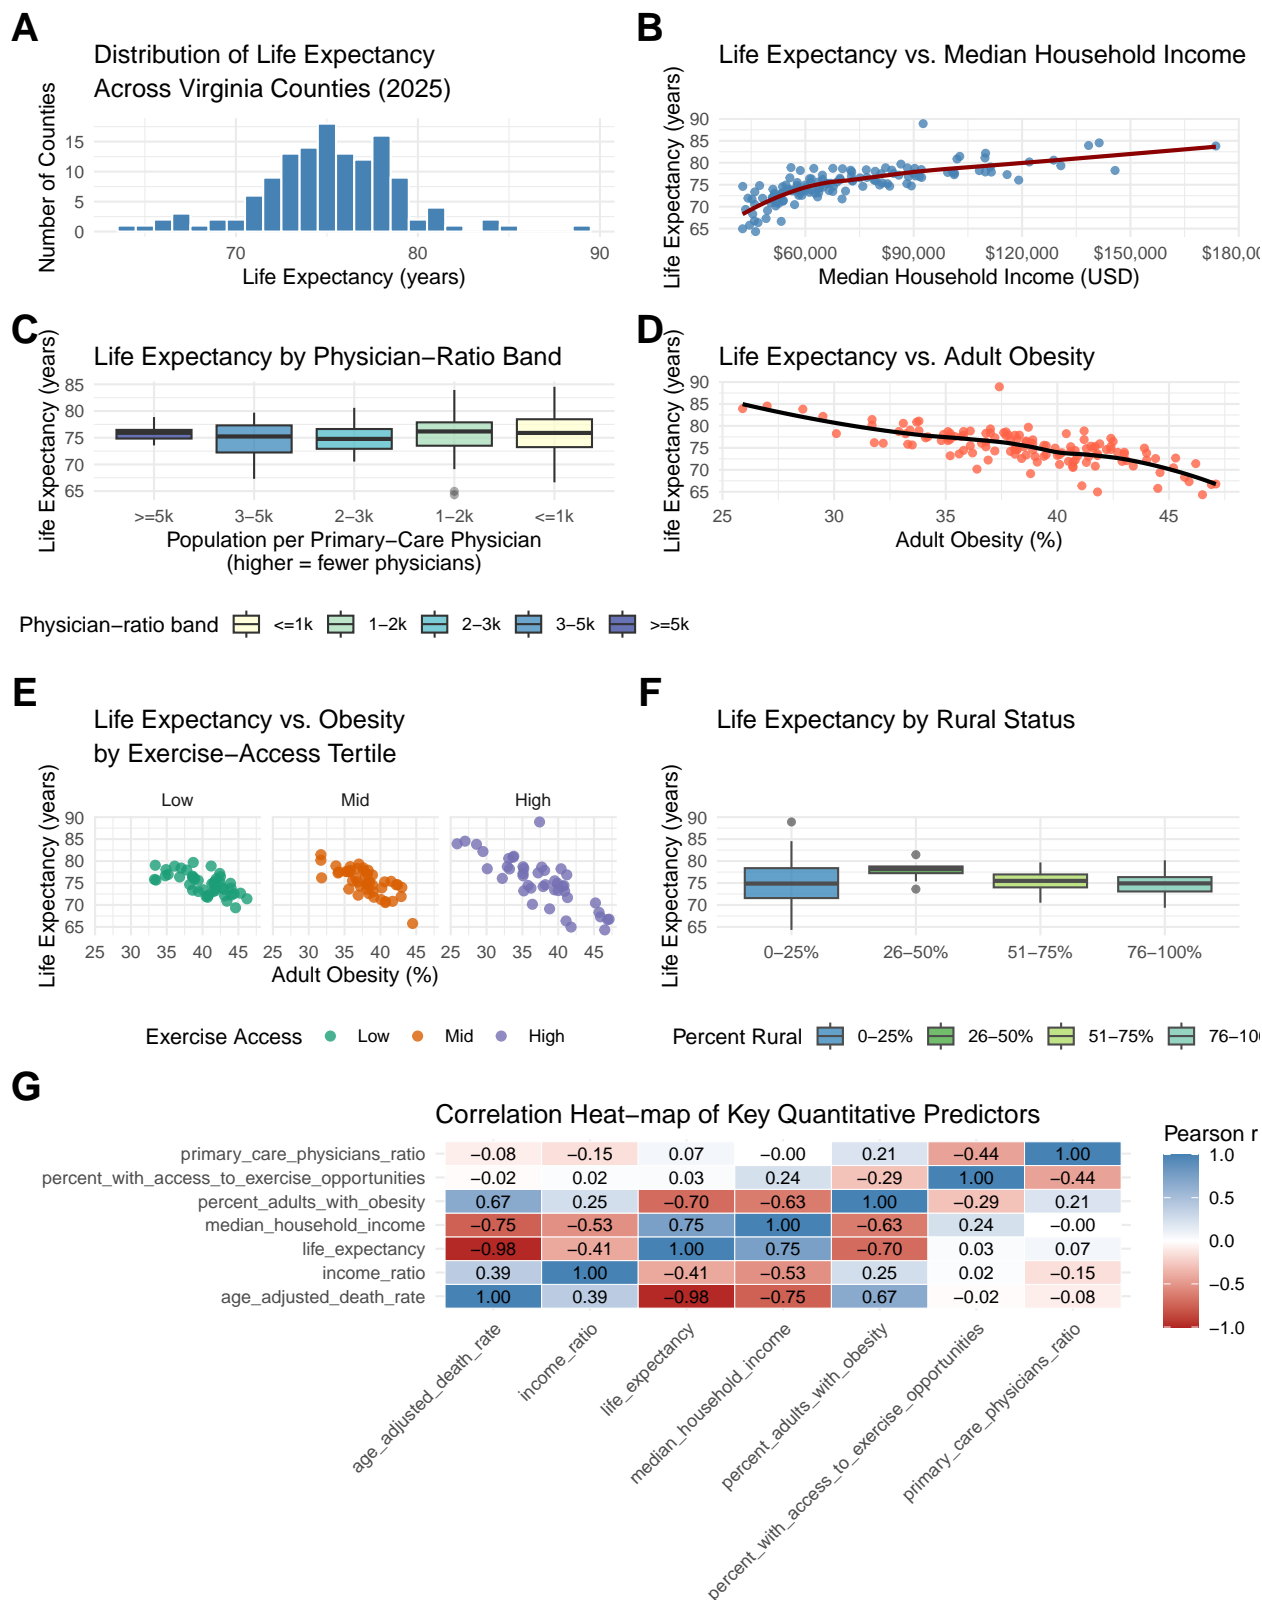 A
Distribution of Life Expectancy
Across Virginia Counties (2025)
Number of Counties
15
10
5
0
70
80
90
Life Expectancy (years)
B
Life Expectancy vs. Median Household Income
Life Expectancy (years)
90
85
80
75
70
65
$60,000
$90,000
$120,000
$150,000
$180,0
Median Household Income (USD)
C
Life Expectancy by Physician−Ratio Band
Life Expectancy (years)
85
80
75
70
65
>=5k
3−5k
2−3k
1−2k
<=1k
Population per Primary−Care Physician
(higher = fewer physicians)
Physician−ratio band
<=1k
1−2k
2−3k
3−5k
>=5k
D
Life Expectancy vs. Adult Obesity
Life Expectancy (years)
90
85
80
75
70
65
25
30
35
40
45
Adult Obesity (%)
E
Life Expectancy vs. Obesity
by Exercise−Access Tertile
Life Expectancy (years)
Low
Mid
High
90
85
80
75
70
65
25 30 35 40 45
25 30 35 40 45
25 30 35 40 45
Adult Obesity (%)
Exercise Access
Low
Mid
High
F
Life Expectancy by Rural Status
Life Expectancy (years)
90
85
80
75
70
65
0−25%
26−50%
51−75%
76−100%
Percent Rural
0−25%
26−50%
51−75%
76−10
G
Correlation Heat−map of Key Quantitative Predictors
primary_care_physicians_ratio −0.08 −0.15 0.07 −0.00 0.21 −0.44 1.00
percent_with_access_to_exercise_opportunities −0.02 0.02 0.03 0.24 −0.29 1.00 −0.44
percent_adults_with_obesity 0.67 0.25 −0.70 −0.63 1.00 −0.29 0.21
median_household_income −0.75 −0.53 0.75 1.00 −0.63 0.24 −0.00
life_expectancy −0.98 −0.41 1.00 0.75 −0.70 0.03 0.07
income_ratio 0.39 1.00 −0.41 −0.53 0.25 0.02 −0.15
age_adjusted_death_rate 1.00 0.39 −0.98 −0.75 0.67 −0.02 −0.08
age_adjusted_death_rate
income_ratio
life_expectancy
median_household_income
percent_adults_with_obesity
percent_with_access_to_exercise_opportunities
primary_care_physicians_ratio
Pearson r
1.0
0.5
0.0
−0.5
−1.0